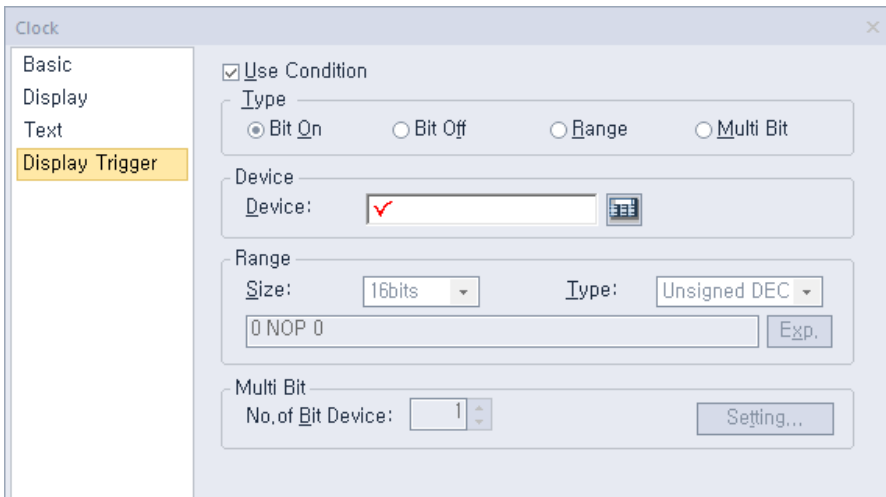 Clock
Basic
Display
Text
Display Trigger
Use Condition
Type
Bit On
Bit Off
Range
Multi Bit
Device
Device:
Range
Size:
16bits
Type:
Unsigned DEC
0 NOP 0
Exp.
Multi Bit
No.of Bit Device:
1
Setting...